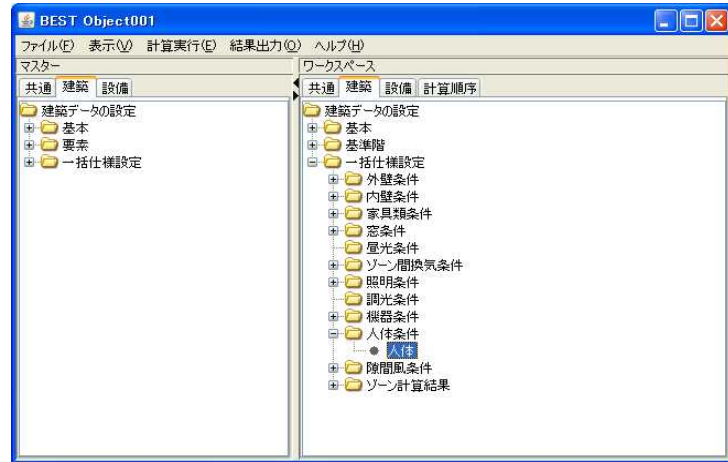 BEST Object001
ファイル(F) 表示(V) 計算実行(E) 結果出力(O) ヘルプ(H)
マスター
共通 建築 設備
建築データの設定
基本
要素
一括仕様設定
ワークスペース
共通 建築 設備 計算順序
建築データの設定
基本
基準階
一括仕様設定
外壁条件
内壁条件
家具類条件
窓条件
昼光条件
ゾーン間換気条件
照明条件
調光条件
機器条件
人体条件
人体
隙間風条件
ゾーン計算結果